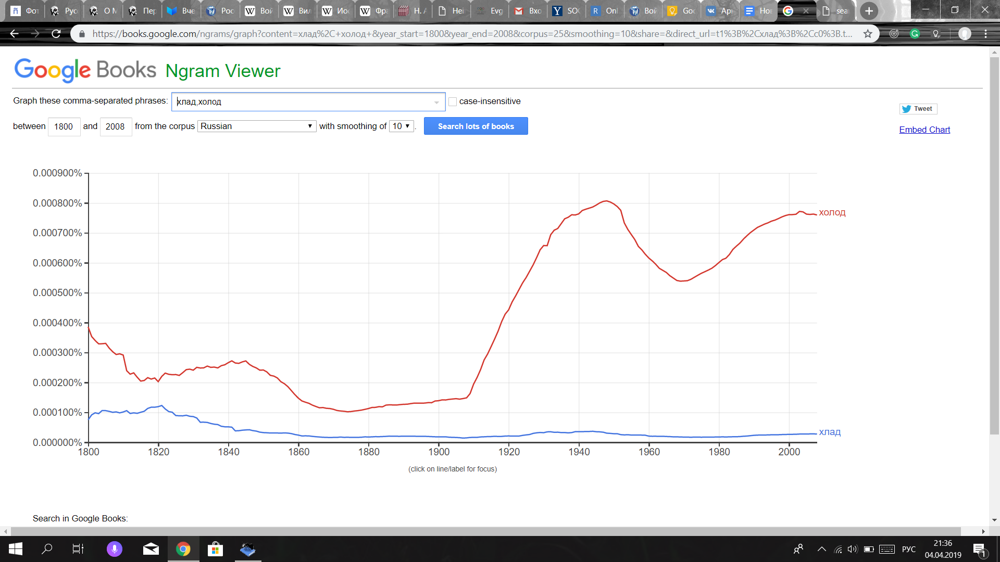 Фот
Рус
О М
Пер
Вче
Рос
Вой
Вил
Иос
Фра
Н. А
Hein
Evg
Вхо
SOC
Onl
Вой
Goo
Нов
sear
https://books.google.com/ngrams/graph?content=хлад%2C+холод+&year_start=1800&year_end=2008&corpus=25&smoothing=10&share=&direct_url=t1%3B%2Cхлад%3B%2Cc0%3B.t...
Google Books Ngram Viewer
Graph these comma-separated phrases: хлад,холод case-insensitive
Tweet
between 1800 and 2008 from the corpus Russian with smoothing of 10 . Search lots of books
Embed Chart
0.000900%
0.000800%
0.000700%
0.000600%
0.000500%
0.000400%
0.000300%
0.000200%
0.000100%
0.000000%
холод
хлад
1800 1820 1840 1860 1880 1900 1920 1940 1960 1980 2000
(click on line/label for focus)
Search in Google Books:
РУС
21:36
04.04.2019
1